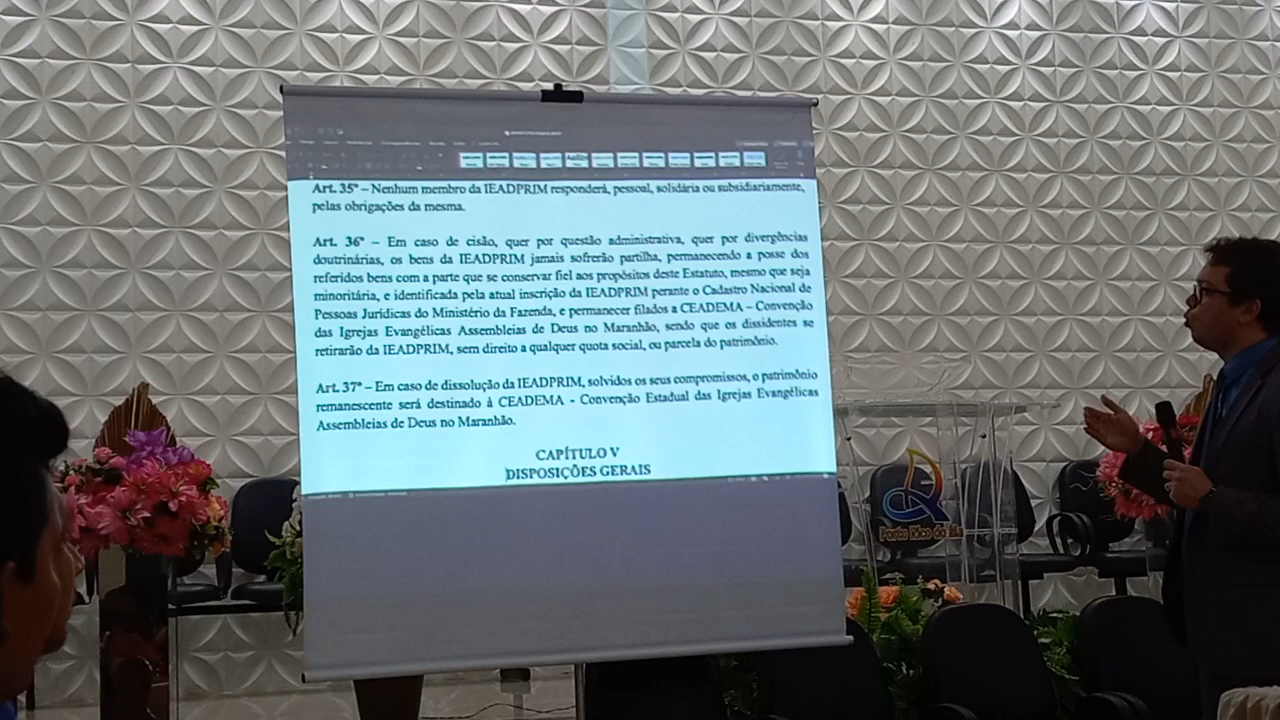 Art. 35º – Nenhum membro da IEADPRIM responderá, pessoal, solidária ou subsidiariamente,
pelas obrigações da mesma.
Art. 36º – Em caso de cisão, quer por questão administrativa, quer por divergências
doutrinárias, os bens da IEADPRIM jamais sofrerão partilha, permanecendo a posse dos
referidos bens com a parte que se conservar fiel aos propósitos deste Estatuto, mesmo que seja
minoritária, e identificada pela atual inscrição da IEADPRIM perante o Cadastro Nacional de
Pessoas Jurídicas do Ministério da Fazenda, e permanecer filados a CEADEMA – Convenção
das Igrejas Evangélicas Assembleias de Deus no Maranhão, sendo que os dissidentes se
retirarão da IEADPRIM, sem direito a qualquer quota social, ou parcela do patrimônio.
Art. 37º – Em caso de dissolução da IEADPRIM, solvidos os seus compromissos, o patrimônio
remanescente será destinado à CEADEMA - Convenção Estadual das Igrejas Evangélicas
Assembleias de Deus no Maranhão.
CAPÍTULO V
DISPOSIÇÕES GERAIS
Porto Rico do Ma